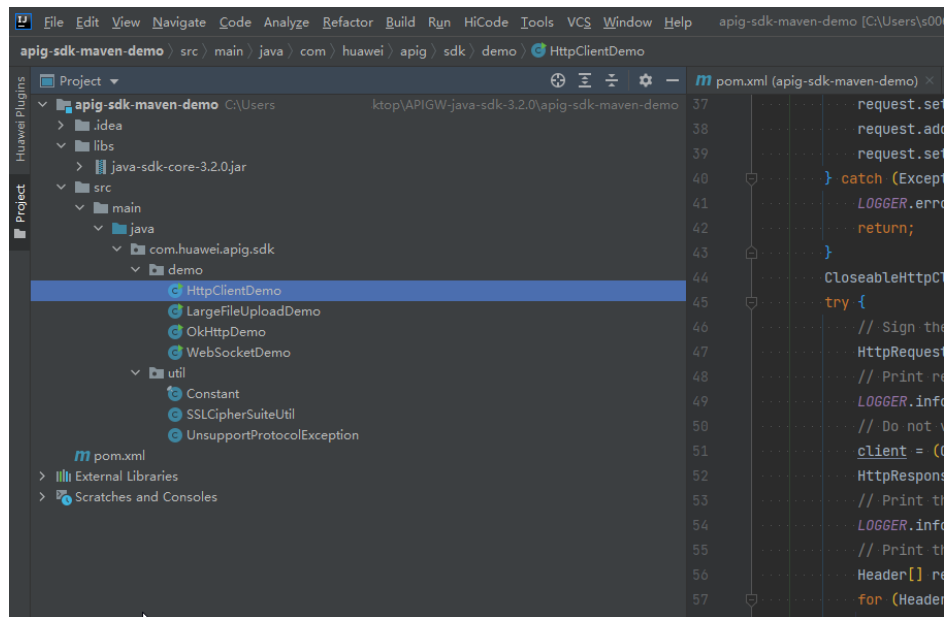 File Edit View Navigate Code Analyze Refactor Build Run HiCode Tools VCS Window Help apig-sdk-maven-demo [C:\Users\s00
apig-sdk-maven-demo src main java com huawei apig sdk demo HttpClientDemo
Huawei Plugins
Project
Project
apig-sdk-maven-demo C:\Users ktop\APIGW-java-sdk-3.2.0\apig-sdk-maven-demo
.idea
libs
java-sdk-core-3.2.0.jar
src
main
java
com.huawei.apig.sdk
demo
HttpClientDemo
LargeFileUploadDemo
OkHttpDemo
WebSocketDemo
util
Constant
SSLCipherSuiteUtil
UnsupportProtocolException
m pom.xml
External Libraries
Scratches and Consoles
m pom.xml (apig-sdk-maven-demo)
37 request.set
38 request.add
39 request.set
40 } catch (Except
41 LOGGER.erro
42 return;
43 }
44 CloseableHttpCl
45 try {
46 // Sign the
47 HttpRequest
48 // Print re
49 LOGGER.info
50 // Do not v
51 client = (
52 HttpRespons
53 // Print th
54 LOGGER.info
55 // Print th
56 Header[] re
57 for (Header